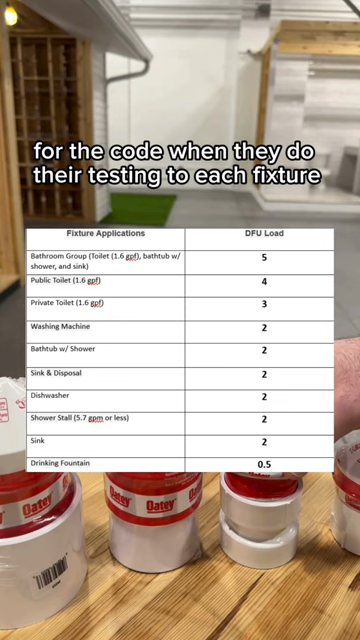 for the code when they do
their testing to each fixture
Fixture Applications DFU Load
Bathroom Group (Toilet (1.6 gpf), bathtub w/ 5
shower, and sink)
Public Toilet (1.6 gpf) 4
Private Toilet (1.6 gpf) 3
Washing Machine 2
Bathtub w/ Shower 2
Sink & Disposal 2
Dishwasher 2
Shower Stall (5.7 gpm or less) 2
Sink 2
Drinking Fountain 0.5
Oatey
Oatey
Oatey